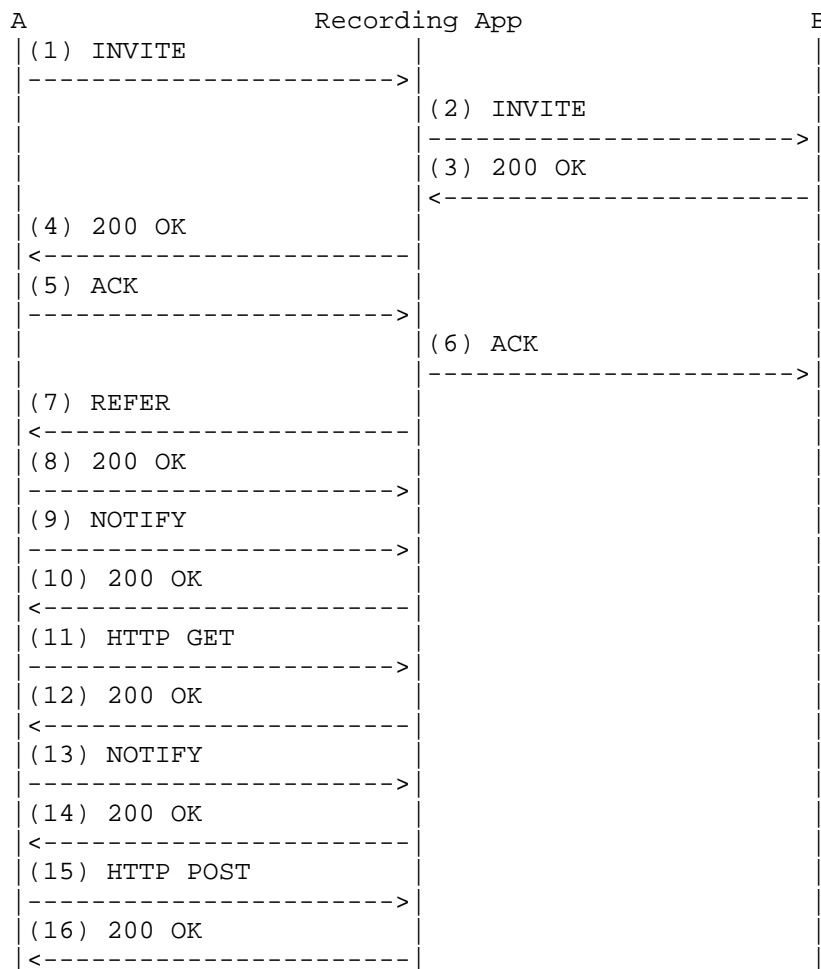 A Recording App B
(1) INVITE
(2) INVITE
(3) 200 OK
(4) 200 OK
(5) ACK
(6) ACK
(7) REFER
(8) 200 OK
(9) NOTIFY
(10) 200 OK
(11) HTTP GET
(12) 200 OK
(13) NOTIFY
(14) 200 OK
(15) HTTP POST
(16) 200 OK